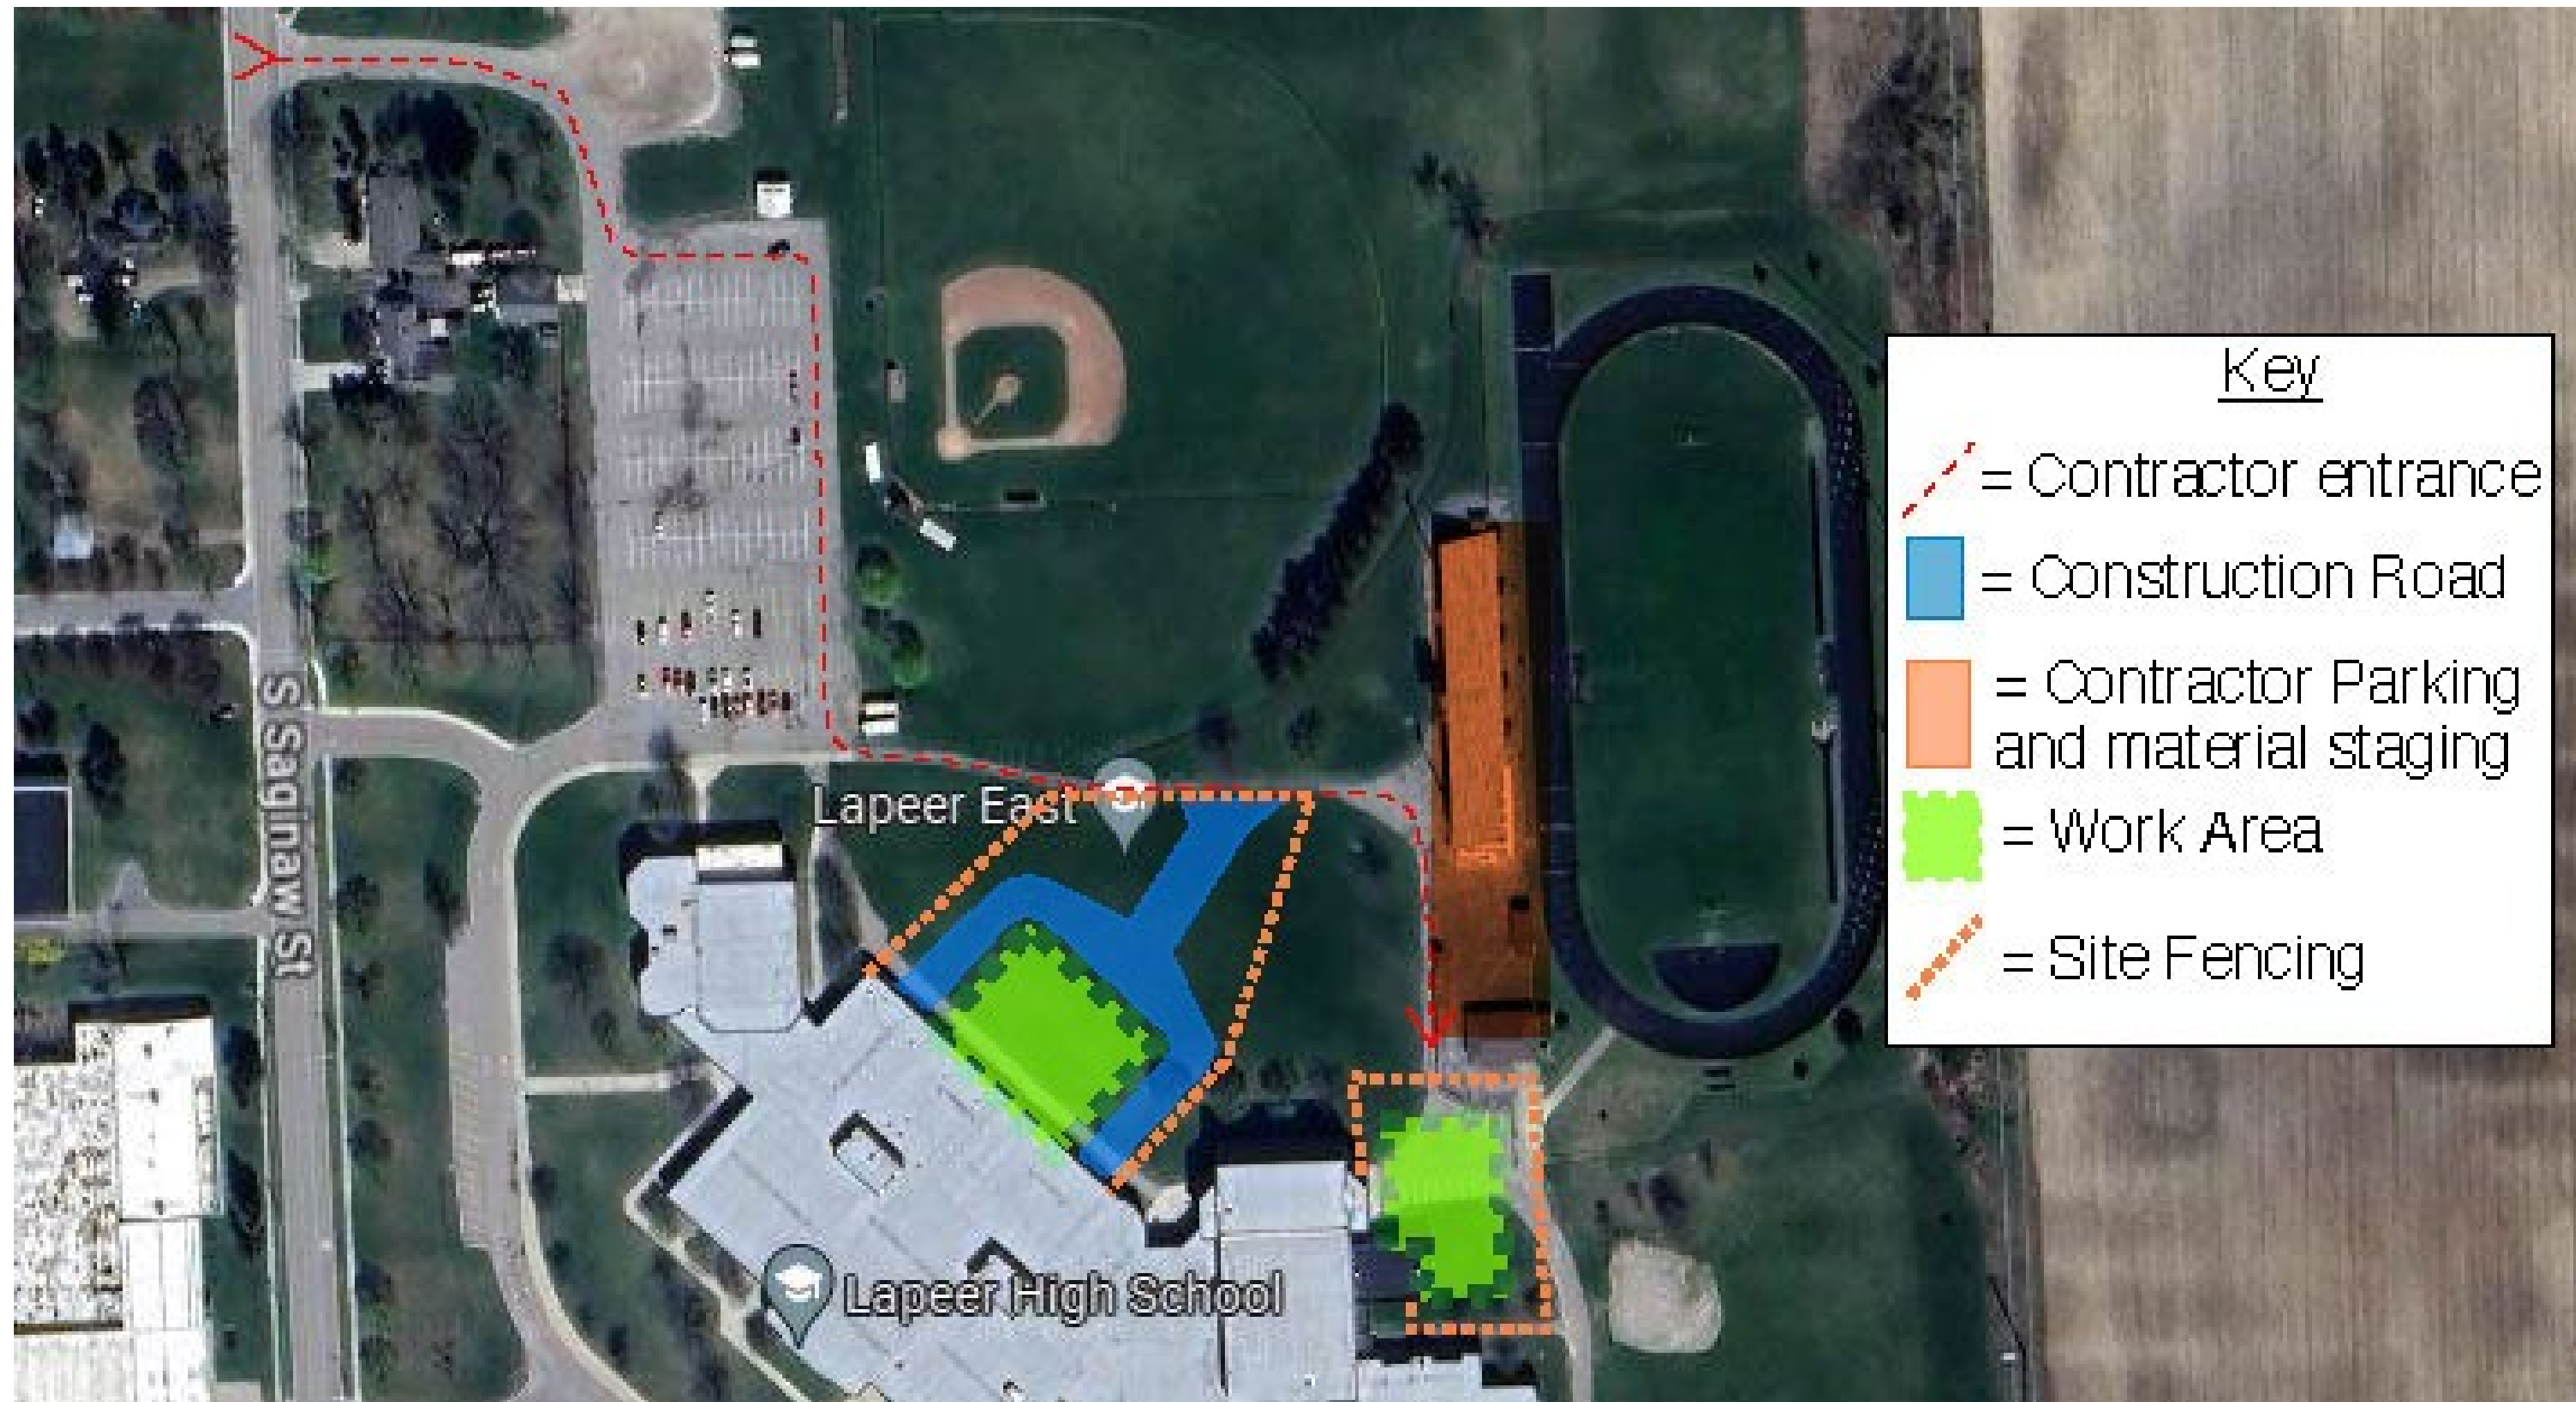 Key
= Contractor entrance
= Construction Road
= Contractor Parking
and material staging
= Work Area
= Site Fencing
S Saginaw St
Lapeer East
Lapeer High School